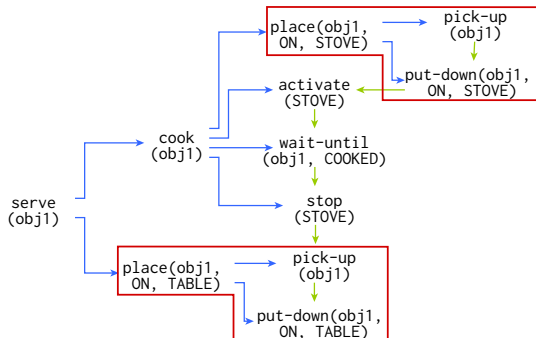 place(obj1,
ON, STOVE)
pick-up
(obj1)
put-down(obj1,
ON, STOVE)
activate
(STOVE)
cook
(obj1)
wait-until
(obj1, COOKED)
serve
(obj1)
stop
(STOVE)
place(obj1,
ON, TABLE)
pick-up
(obj1)
put-down(obj1,
ON, TABLE)